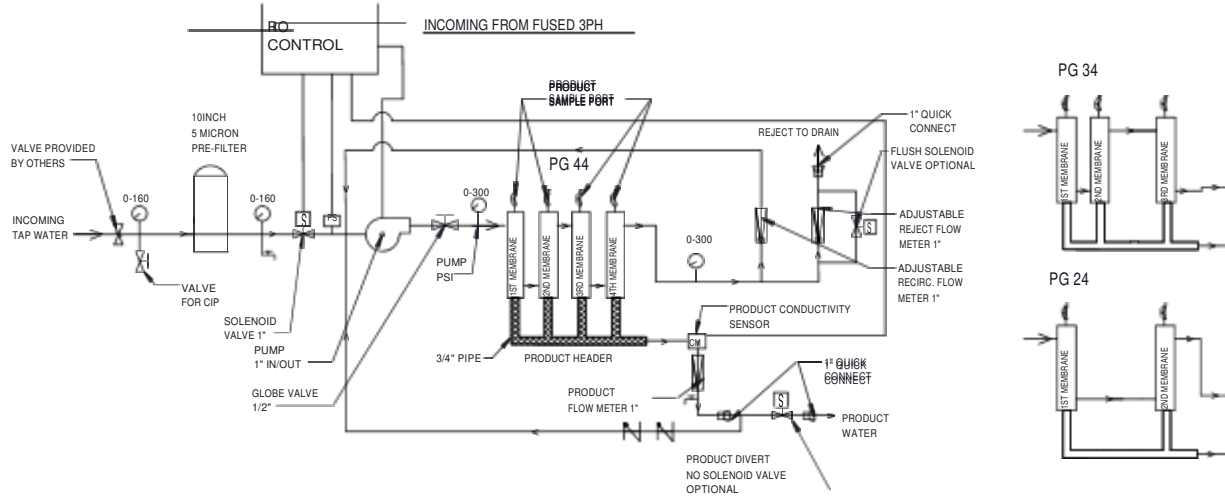 RO
CONTROL
INCOMING FROM FUSED 3PH
PRODUCT
SAMPLE PORT
10INCH
5 MICRON
PRE-FILTER
VALVE PROVIDED
BY OTHERS
0-160
0-160
INCOMING
TAP WATER
VALVE
FOR CIP
S
PS
SOLENOID
VALVE 1"
PUMP
1" IN/OUT
GLOBE VALVE
1/2"
PUMP
PSI
0-300
PG 44
1ST MEMBRANE
2ND MEMBRANE
3RD MEMBRANE
4TH MEMBRANE
3/4" PIPE
PRODUCT HEADER
0-300
REJECT TO DRAIN
1" QUICK
CONNECT
FLUSH SOLENOID
VALVE OPTIONAL
S
ADJUSTABLE
REJECT FLOW
METER 1"
ADJUSTABLE
RECIRC. FLOW
METER 1"
PRODUCT CONDUCTIVITY
SENSOR
CM
PRODUCT
FLOW METER 1"
1" QUICK
CONNECT
S
PRODUCT
WATER
PRODUCT DIVERT
NO SOLENOID VALVE
OPTIONAL
PG 34
1ST MEMBRANE
2ND MEMBRANE
3RD MEMBRANE
PG 24
1ST MEMBRANE
2ND MEMBRANE